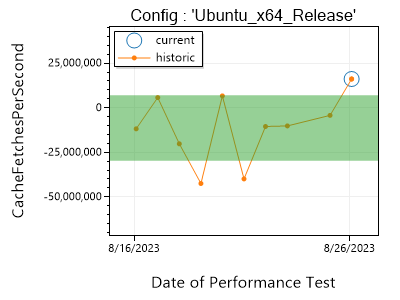 Config : 'Ubuntu_x64_Release'
current
historic
CacheFetchesPerSecond
25,000,000
0
-25,000,000
-50,000,000
8/16/2023
8/26/2023
Date of Performance Test